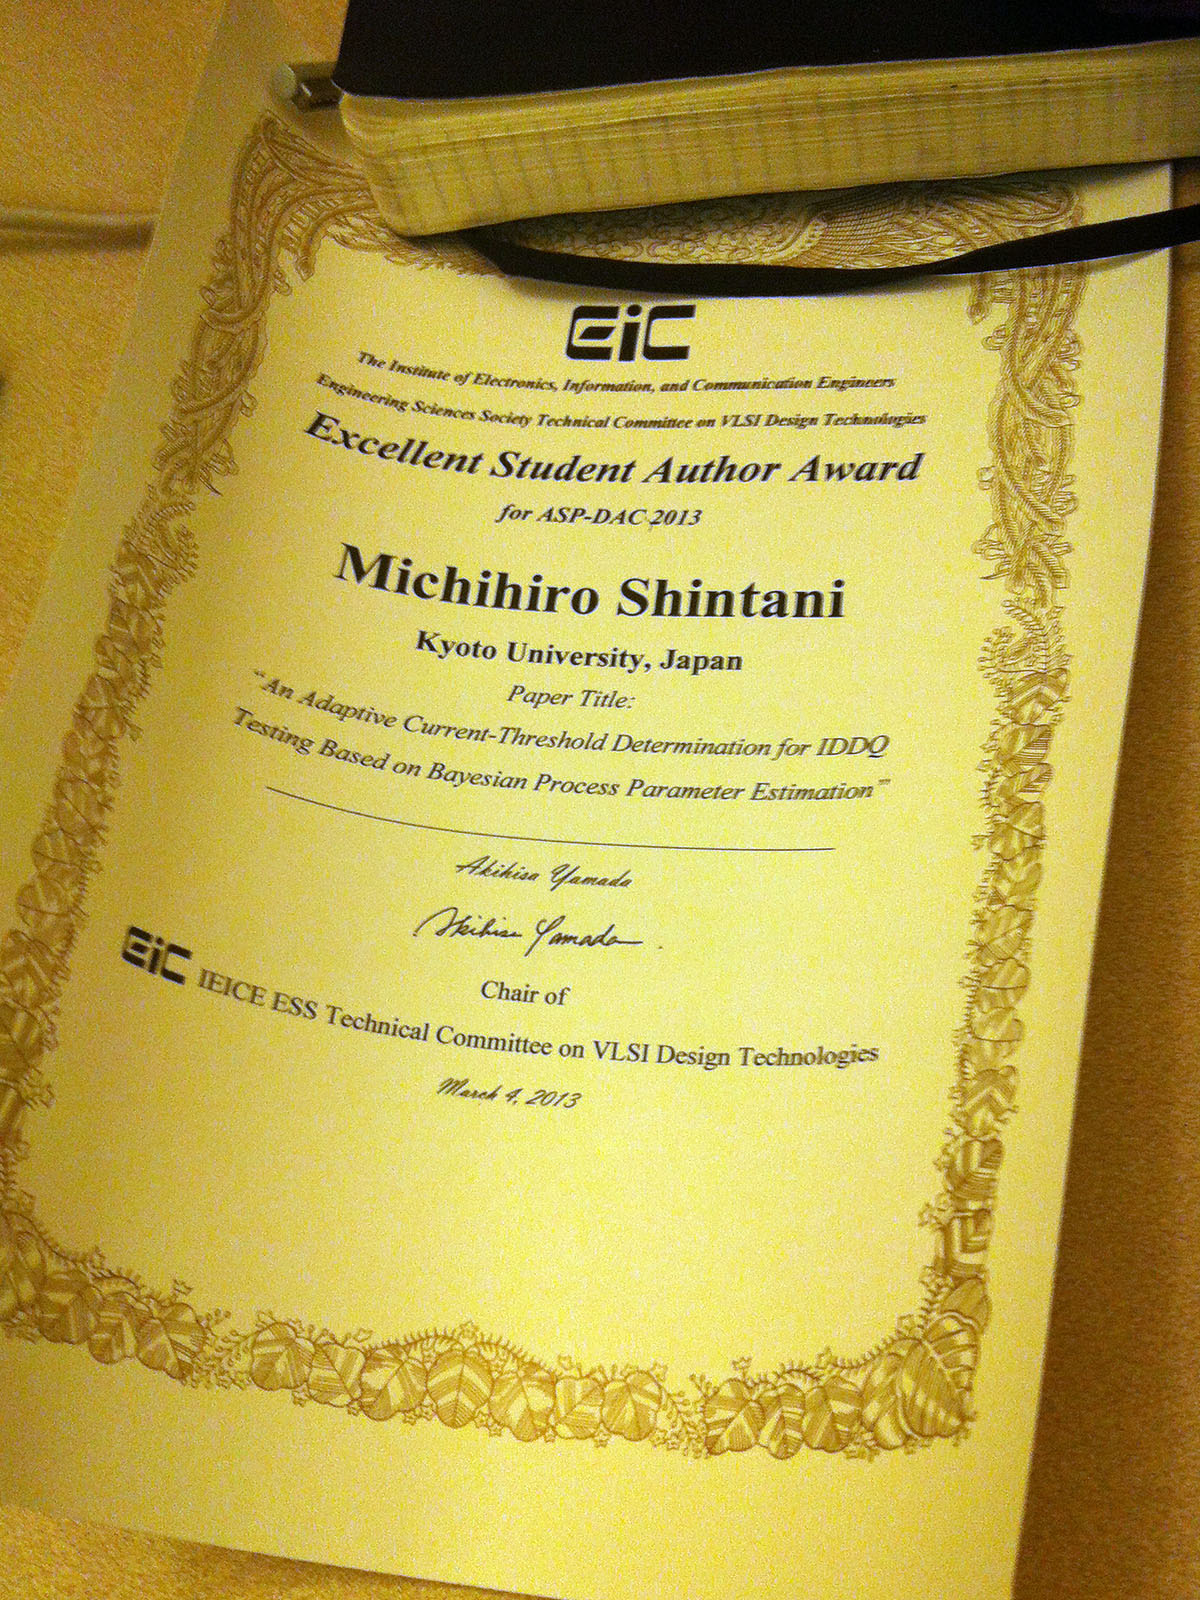 EiC
The Institute of Electronics, Information, and Communication Engineers
Engineering Sciences Society Technical Committee on VLSI Design Technologies
Excellent Student Author Award
for ASP-DAC 2013
Michihiro Shintani
Kyoto University, Japan
Paper Title:
“An Adaptive Current-Threshold Determination for IDDQ
Testing Based on Bayesian Process Parameter Estimation”
Akihisa Yamada
Akihisa Yamada
Chair of
EiC IEICE ESS Technical Committee on VLSI Design Technologies
March 4, 2013